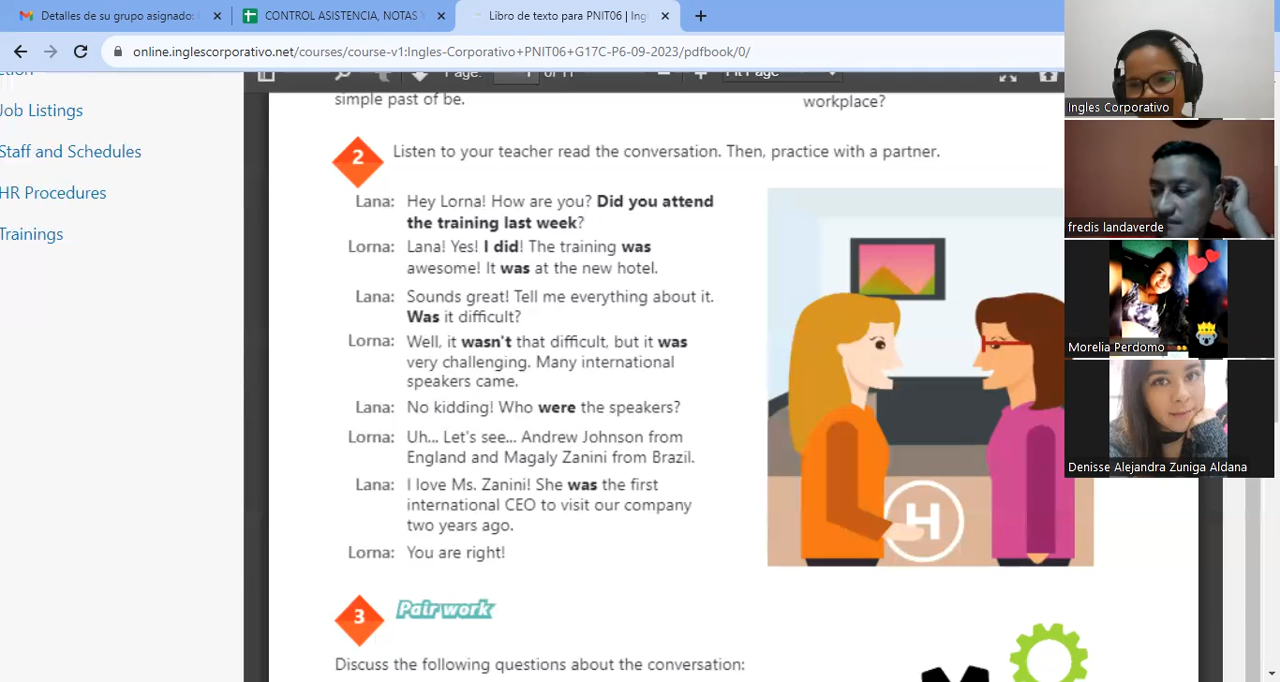 Detalles de su grupo asignado:
CONTROL ASISTENCIA, NOTAS Y
Libro de texto para PNIT06 | Ing
online.inglescorporativo.net/courses/course-v1:Ingles-Corporativo+PNIT06+G17C-P6-09-2023/pdfbook/0/
Job Listings
Staff and Schedules
HR Procedures
Trainings
simple past of be.
workplace?
2
Listen to your teacher read the conversation. Then, practice with a partner.
Lana: Hey Lorna! How are you? Did you attend
the training last week?
Lorna: Lana! Yes! I did! The training was
awesome! It was at the new hotel.
Lana: Sounds great! Tell me everything about it.
Was it difficult?
Lorna: Well, it wasn't that difficult, but it was
very challenging. Many international
speakers came.
Lana: No kidding! Who were the speakers?
Lorna: Uh... Let's see... Andrew Johnson from
England and Magaly Zanini from Brazil.
Lana: I love Ms. Zanini! She was the first
international CEO to visit our company
two years ago.
Lorna: You are right!
H
3
Pair work
Discuss the following questions about the conversation:
Ingles Corporativo
fredis landaverde
Morelia Perdomo
Denisse Alejandra Zuniga Aldana